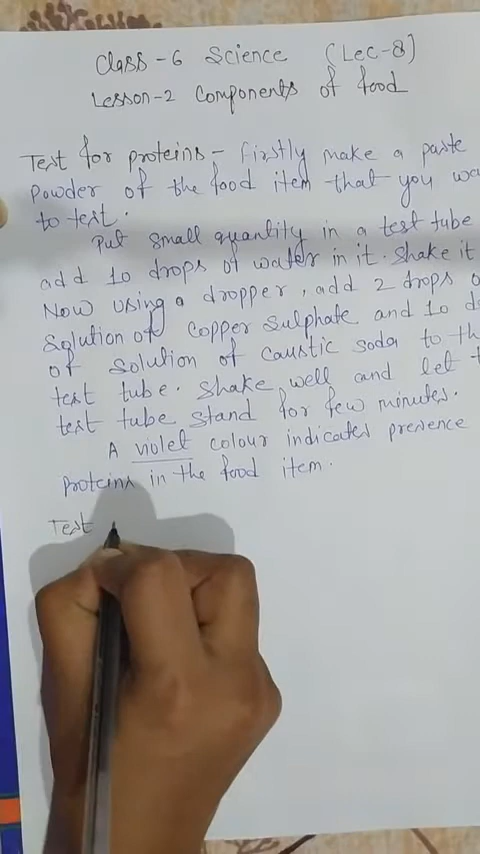 Class-6 Science (Lec-8)
Lesson-2 Components of food
Test for proteins - Firstly make a paste
Powder of the food item that you
to test.
Put small quantity in a test tube
add 10 drops of water in it. Shake it
Now using a dropper, add 2 drops
solution of Copper Sulphate and 10
of solution of caustic soda to
test tube. Shake well and let
test tube stand for few minutes.
A violet colour indicates presence
proteins in the food item.
Test